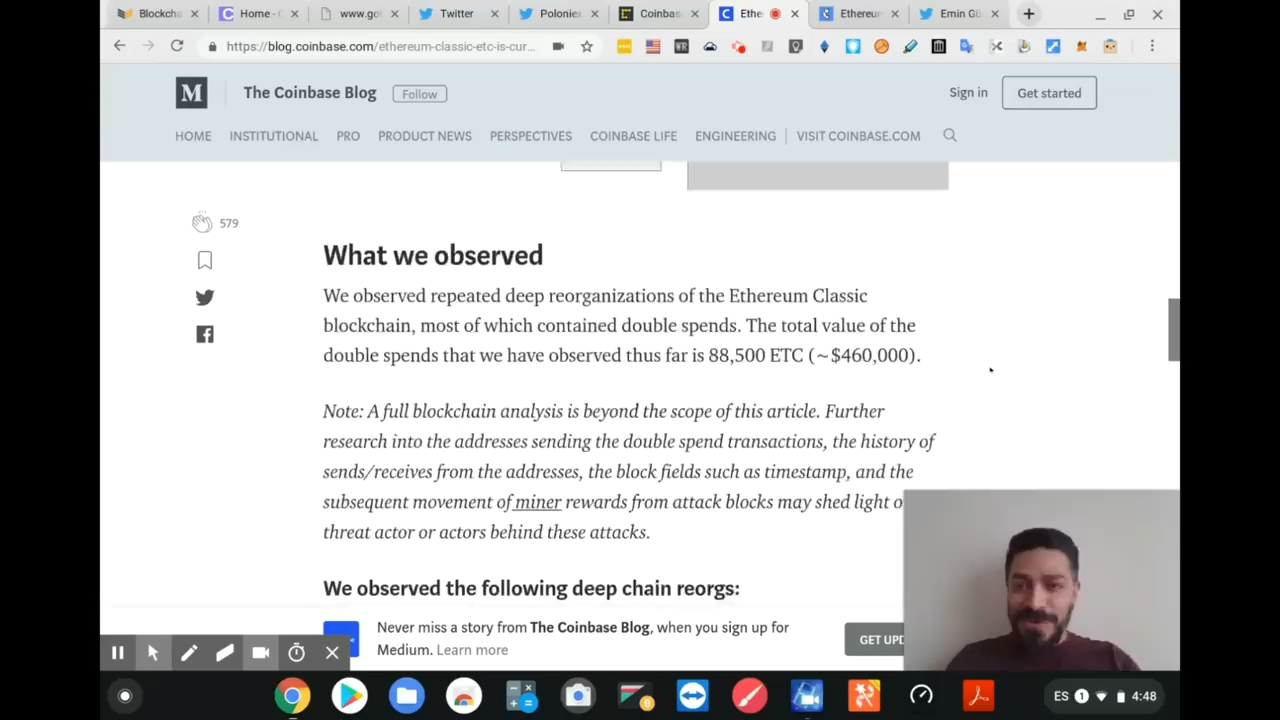 Blockcha
Home - (
www.go
Twitter
Polonie
Coinbas
Ethe
Ethereum
Emin Gü
https://blog.coinbase.com/ethereum-classic-etc-is-cur...
M
The Coinbase Blog
Follow
Sign in
Get started
HOME
INSTITUTIONAL
PRO
PRODUCT NEWS
PERSPECTIVES
COINBASE LIFE
ENGINEERING
VISIT COINBASE.COM
579
What we observed
We observed repeated deep reorganizations of the Ethereum Classic
blockchain, most of which contained double spends. The total value of the
double spends that we have observed thus far is 88,500 ETC (~$460,000).
Note: A full blockchain analysis is beyond the scope of this article. Further
research into the addresses sending the double spend transactions, the history of
sends/receives from the addresses, the block fields such as timestamp, and the
subsequent movement of miner rewards from attack blocks may shed light o
threat actor or actors behind these attacks.
We observed the following deep chain reorgs:
Never miss a story from The Coinbase Blog, when you sign up for
Medium. Learn more
GET UPD
ES 1 4:48